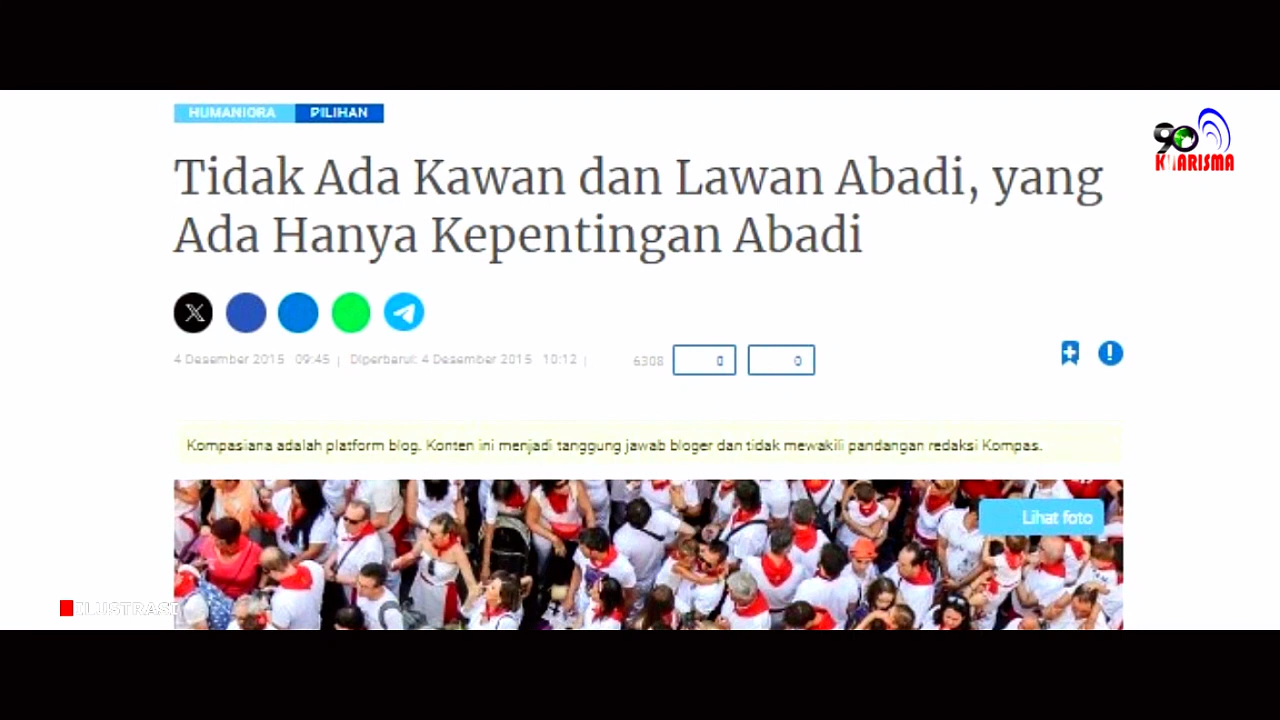 HUMANIORA PILIHAN
90
KHARISMA
Tidak Ada Kawan dan Lawan Abadi, yang
Ada Hanya Kepentingan Abadi
X
4 Desember 2015 09:45 | Diperbarui: 4 Desember 2015 10:12 | 6308 0 0
Kompasiana adalah platform blog. Konten ini menjadi tanggung jawab bloger dan tidak mewakili pandangan redaksi Kompas.
Lihat foto
ILUSTRASI